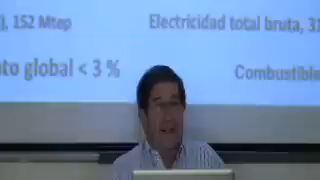 ), 152 Mtep
Electricidad total bruta, 31
to global < 3 %
Combustible